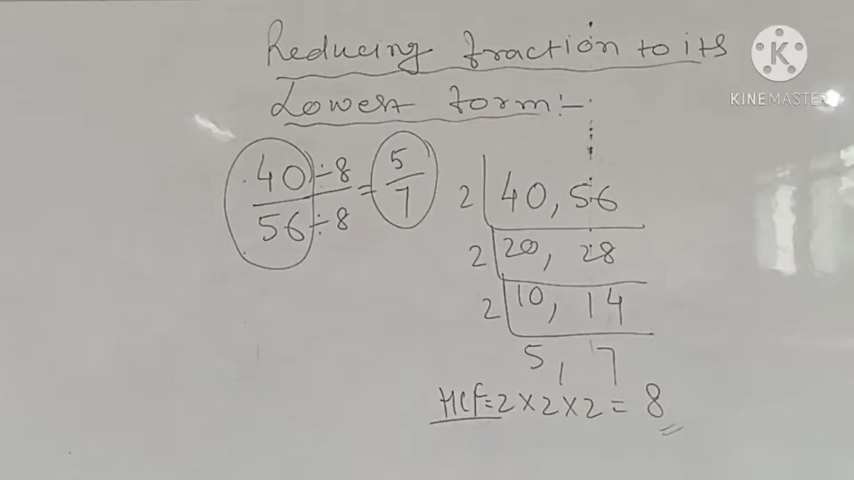 Reducing fraction to its
Lowest form:-
40÷8 / 56÷8 = 5/7
2 | 40, 56
2 | 20, 28
2 | 10, 14
5, 7
HCF = 2×2×2 = 8
K
KINEMASTER